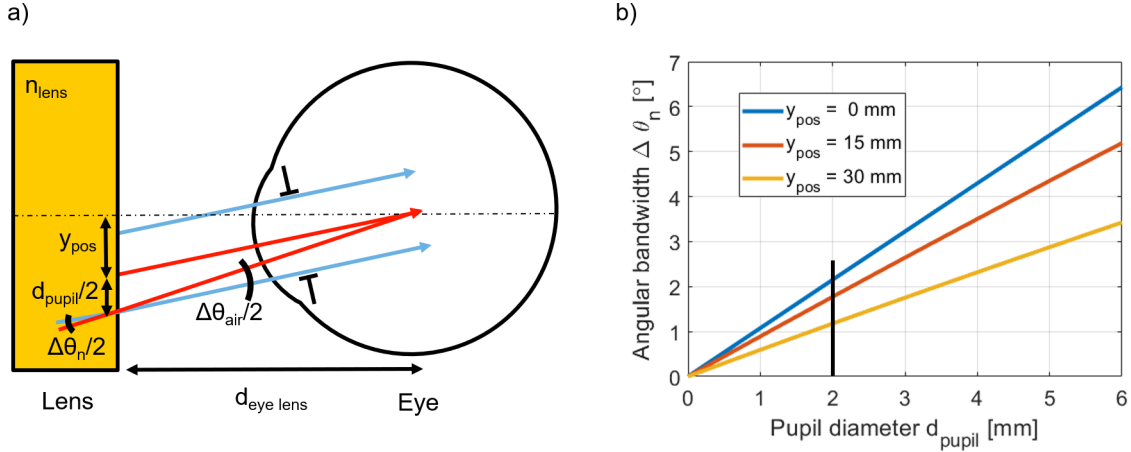 a)
n_lens
y_pos
d_pupil/2
Δθ_air/2
Δθ_n/2
Lens
d_eye lens
Eye
b)
Angular bandwidth Δ θ_n [°]
7
6
5
4
3
2
1
0
y_pos = 0 mm
y_pos = 15 mm
y_pos = 30 mm
0 1 2 3 4 5 6
Pupil diameter d_pupil [mm]